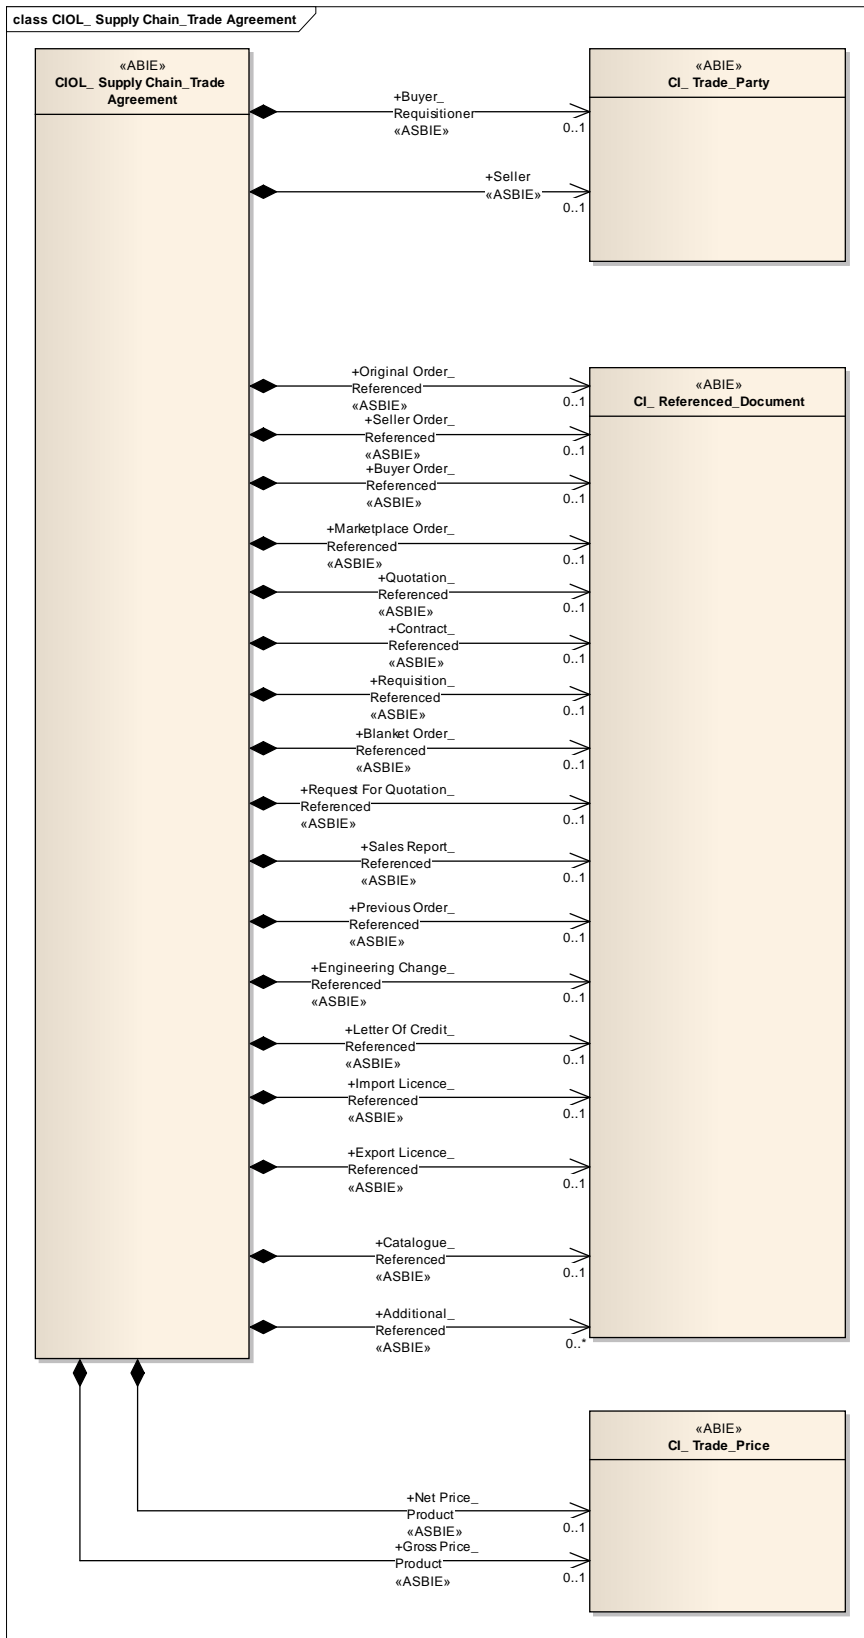 class CIOL_ Supply Chain_Trade Agreement
«ABIE»
CIOL_ Supply Chain_Trade
Agreement
«ABIE»
CI_ Trade_Party
+Buyer_
Requisitioner
«ASBIE»
0..1
+Seller
«ASBIE»
0..1
«ABIE»
CI_ Referenced_Document
+Original Order_
Referenced
«ASBIE»
0..1
+Seller Order_
Referenced
«ASBIE»
0..1
+Buyer Order_
Referenced
«ASBIE»
0..1
+Marketplace Order_
Referenced
«ASBIE»
0..1
+Quotation_
Referenced
«ASBIE»
0..1
+Contract_
Referenced
«ASBIE»
0..1
+Requisition_
Referenced
«ASBIE»
0..1
+Blanket Order_
Referenced
«ASBIE»
0..1
+Request For Quotation_
Referenced
«ASBIE»
0..1
+Sales Report_
Referenced
«ASBIE»
0..1
+Previous Order_
Referenced
«ASBIE»
0..1
+Engineering Change_
Referenced
«ASBIE»
0..1
+Letter Of Credit_
Referenced
«ASBIE»
0..1
+Import Licence_
Referenced
«ASBIE»
0..1
+Export Licence_
Referenced
«ASBIE»
0..1
+Catalogue_
Referenced
«ASBIE»
0..1
+Additional_
Referenced
«ASBIE»
0..*
«ABIE»
CI_ Trade_Price
+Net Price_
Product
«ASBIE»
0..1
+Gross Price_
Product
«ASBIE»
0..1